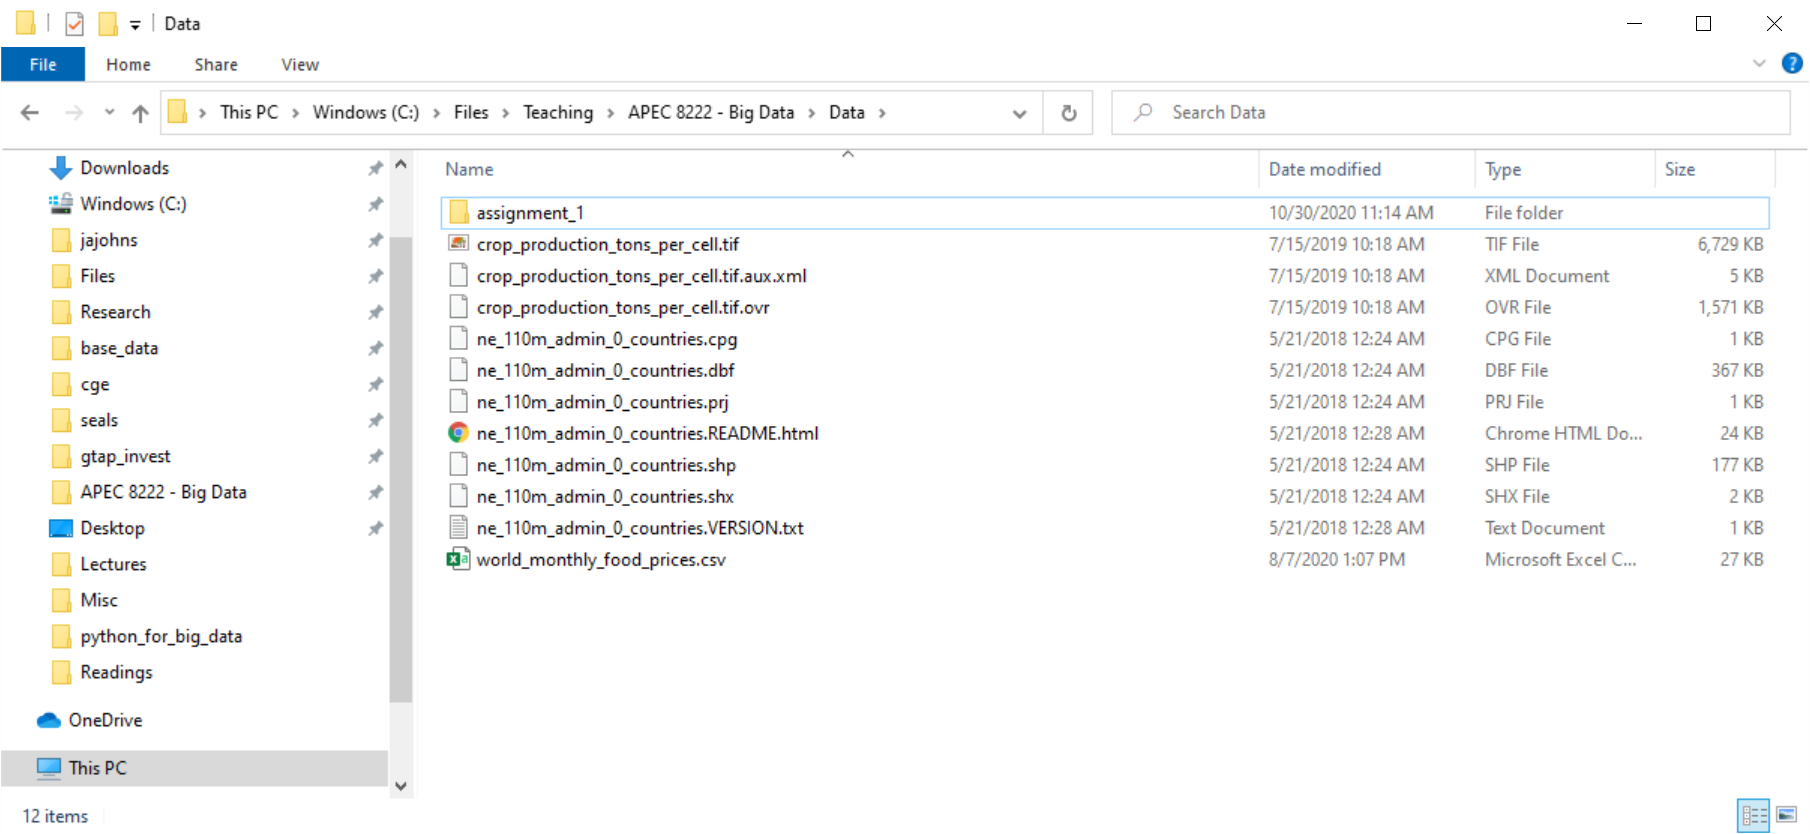 Data
File Home Share View
This PC Windows (C:) Files Teaching APEC 8222 - Big Data Data
Search Data
Downloads
Windows (C:)
jajohns
Files
Research
base_data
cge
seals
gtap_invest
APEC 8222 - Big Data
Desktop
Lectures
Misc
python_for_big_data
Readings
OneDrive
This PC
Name Date modified Type Size
assignment_1 10/30/2020 11:14 AM File folder
crop_production_tons_per_cell.tif 7/15/2019 10:18 AM TIF File 6,729 KB
crop_production_tons_per_cell.tif.aux.xml 7/15/2019 10:18 AM XML Document 5 KB
crop_production_tons_per_cell.tif.ovr 7/15/2019 10:18 AM OVR File 1,571 KB
ne_110m_admin_0_countries.cpg 5/21/2018 12:24 AM CPG File 1 KB
ne_110m_admin_0_countries.dbf 5/21/2018 12:24 AM DBF File 367 KB
ne_110m_admin_0_countries.prj 5/21/2018 12:24 AM PRJ File 1 KB
ne_110m_admin_0_countries.README.html 5/21/2018 12:28 AM Chrome HTML Do... 24 KB
ne_110m_admin_0_countries.shp 5/21/2018 12:24 AM SHP File 177 KB
ne_110m_admin_0_countries.shx 5/21/2018 12:24 AM SHX File 2 KB
ne_110m_admin_0_countries.VERSION.txt 5/21/2018 12:28 AM Text Document 1 KB
world_monthly_food_prices.csv 8/7/2020 1:07 PM Microsoft Excel C... 27 KB
12 items